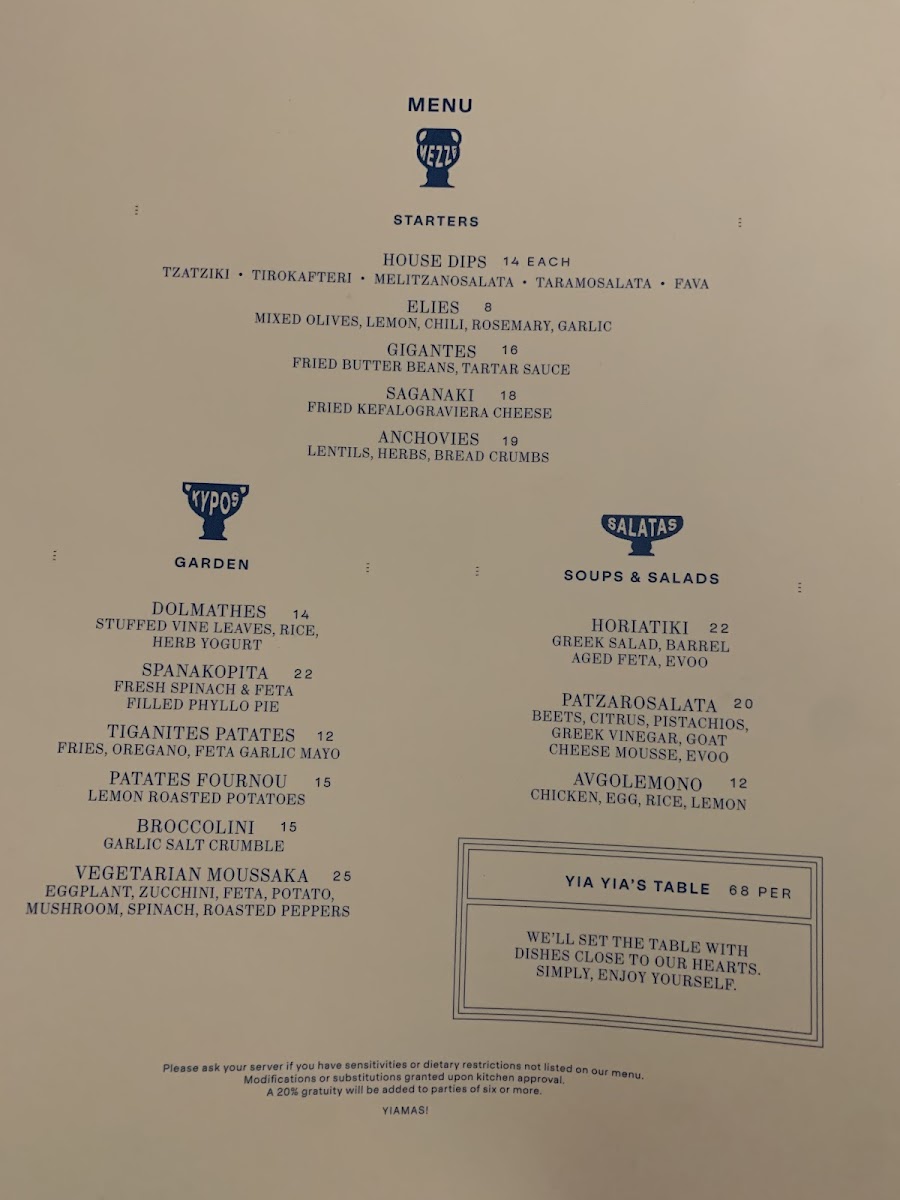 MENU
MEZZE
STARTERS
HOUSE DIPS 14 EACH
TZATZIKI • TIROKAFTERI • MELITZANOSALATA • TARAMOSALATA • FAVA
ELIES 8
MIXED OLIVES, LEMON, CHILI, ROSEMARY, GARLIC
GIGANTES 16
FRIED BUTTER BEANS, TARTAR SAUCE
SAGANAKI 18
FRIED KEFALOGRAVIERA CHEESE
ANCHOVIES 19
LENTILS, HERBS, BREAD CRUMBS
KYPOS
GARDEN
DOLMATHES 14
STUFFED VINE LEAVES, RICE,
HERB YOGURT
SPANAKOPITA 22
FRESH SPINACH & FETA
FILLED PHYLLO PIE
TIGANITES PATATES 12
FRIES, OREGANO, FETA GARLIC MAYO
PATATES FOURNOU 15
LEMON ROASTED POTATOES
BROCCOLINI 15
GARLIC SALT CRUMBLE
VEGETARIAN MOUSSAKA 25
EGGPLANT, ZUCCHINI, FETA, POTATO,
MUSHROOM, SPINACH, ROASTED PEPPERS
SALATAS
SOUPS & SALADS
HORIATIKI 22
GREEK SALAD, BARREL
AGED FETA, EVOO
PATZAROSALATA 20
BEETS, CITRUS, PISTACHIOS,
GREEK VINEGAR, GOAT
CHEESE MOUSSE, EVOO
AVGOLEMONO 12
CHICKEN, EGG, RICE, LEMON
YIA YIA'S TABLE 68 PER
WE'LL SET THE TABLE WITH
DISHES CLOSE TO OUR HEARTS.
SIMPLY, ENJOY YOURSELF.
Please ask your server if you have sensitivities or dietary restrictions not listed on our menu.
Modifications or substitutions granted upon kitchen approval.
A 20% gratuity will be added to parties of six or more.
YIAMAS!